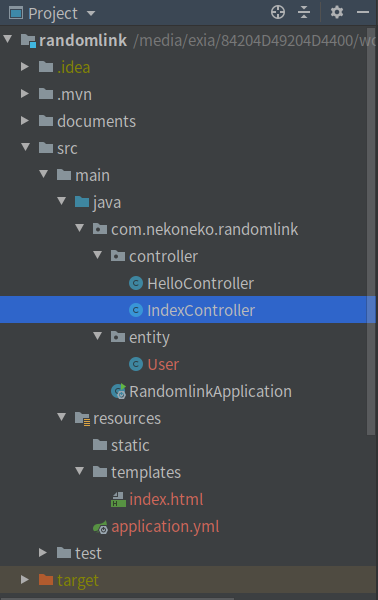 Project
randomlink /media/exia/84204D49204D4400/wo
.idea
.mvn
documents
src
main
java
com.nekoneko.randomlink
controller
HelloController
IndexController
entity
User
RandomlinkApplication
resources
static
templates
index.html
application.yml
test
target